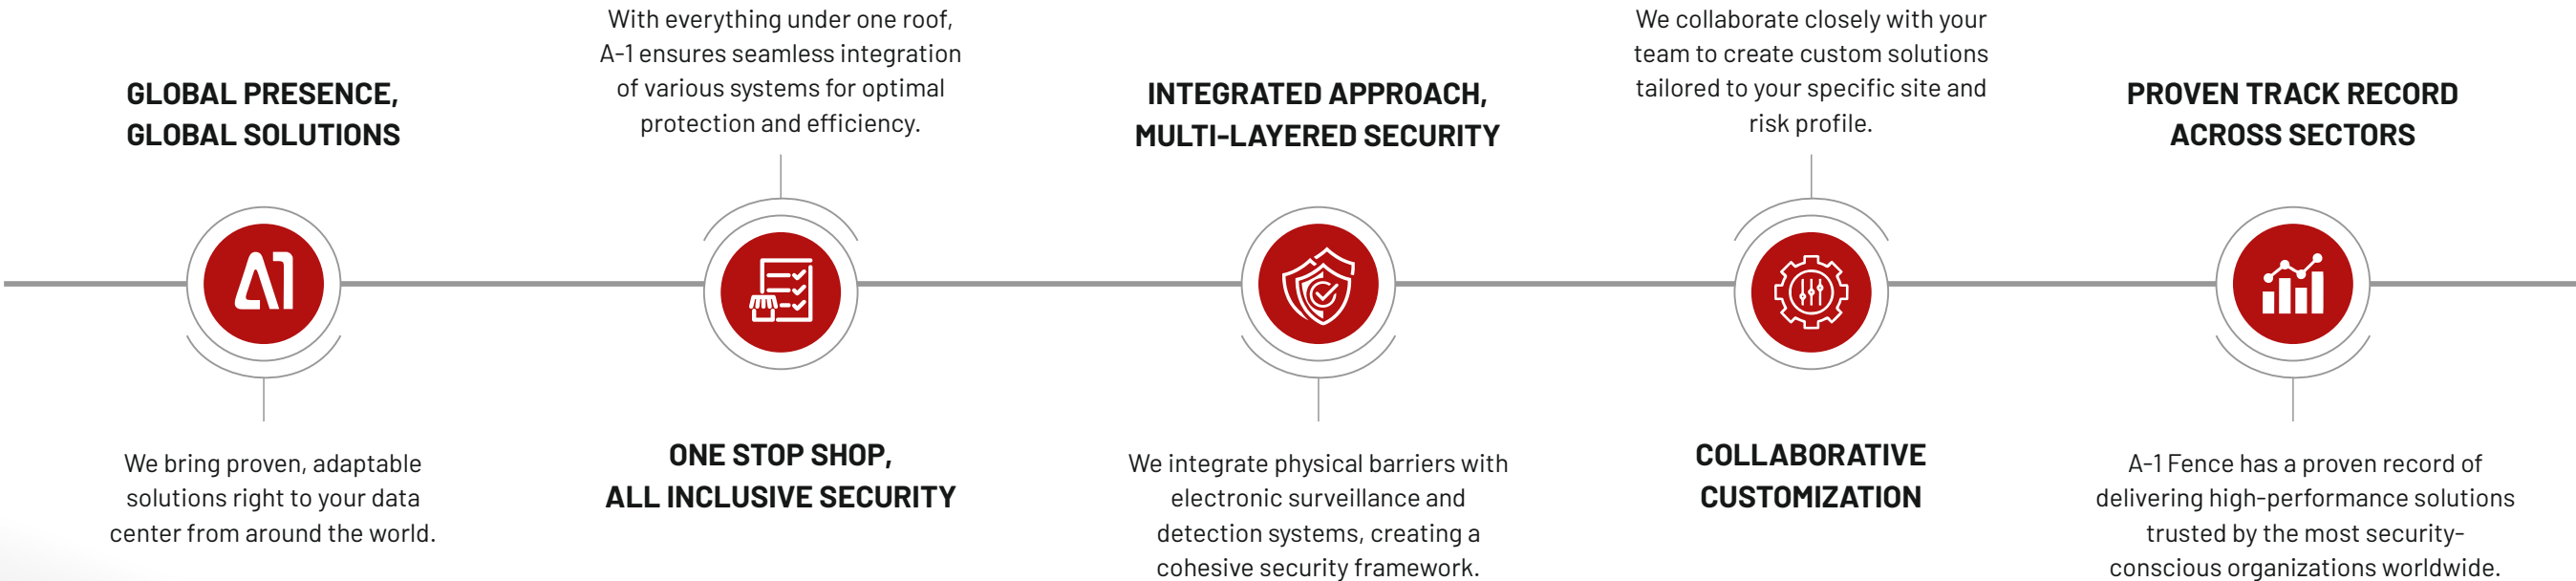 GLOBAL PRESENCE,
GLOBAL SOLUTIONS
A1
We bring proven, adaptable
solutions right to your data
center from around the world.
With everything under one roof,
A-1 ensures seamless integration
of various systems for optimal
protection and efficiency.
ONE STOP SHOP,
ALL INCLUSIVE SECURITY
INTEGRATED APPROACH,
MULTI-LAYERED SECURITY
We integrate physical barriers with
electronic surveillance and
detection systems, creating a
cohesive security framework.
We collaborate closely with your
team to create custom solutions
tailored to your specific site and
risk profile.
COLLABORATIVE
CUSTOMIZATION
PROVEN TRACK RECORD
ACROSS SECTORS
A-1 Fence has a proven record of
delivering high-performance solutions
trusted by the most security-
conscious organizations worldwide.